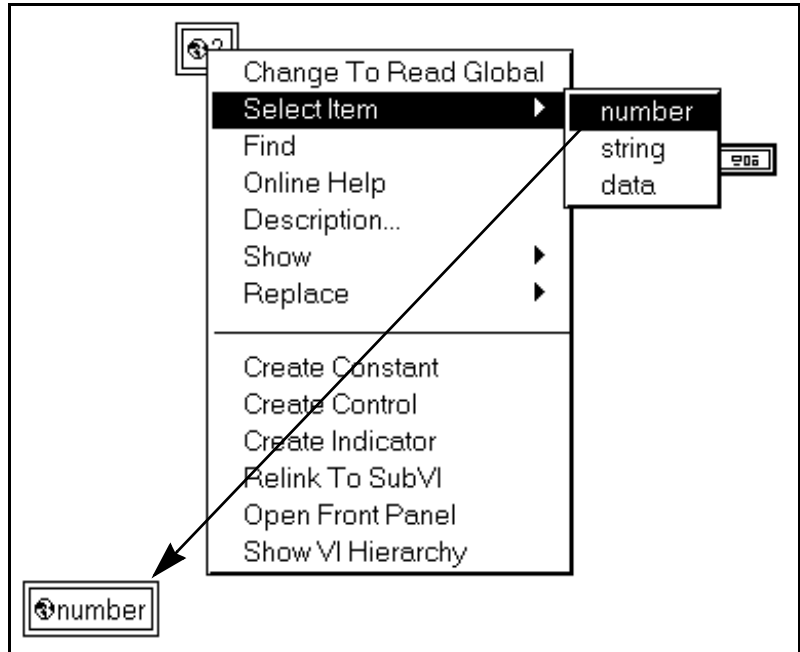 ?
Change To Read Global
Select Item
number
string
data
Find
Online Help
Description...
Show
Replace
Create Constant
Create Control
Create Indicator
Relink To SubVI
Open Front Panel
Show VI Hierarchy
number